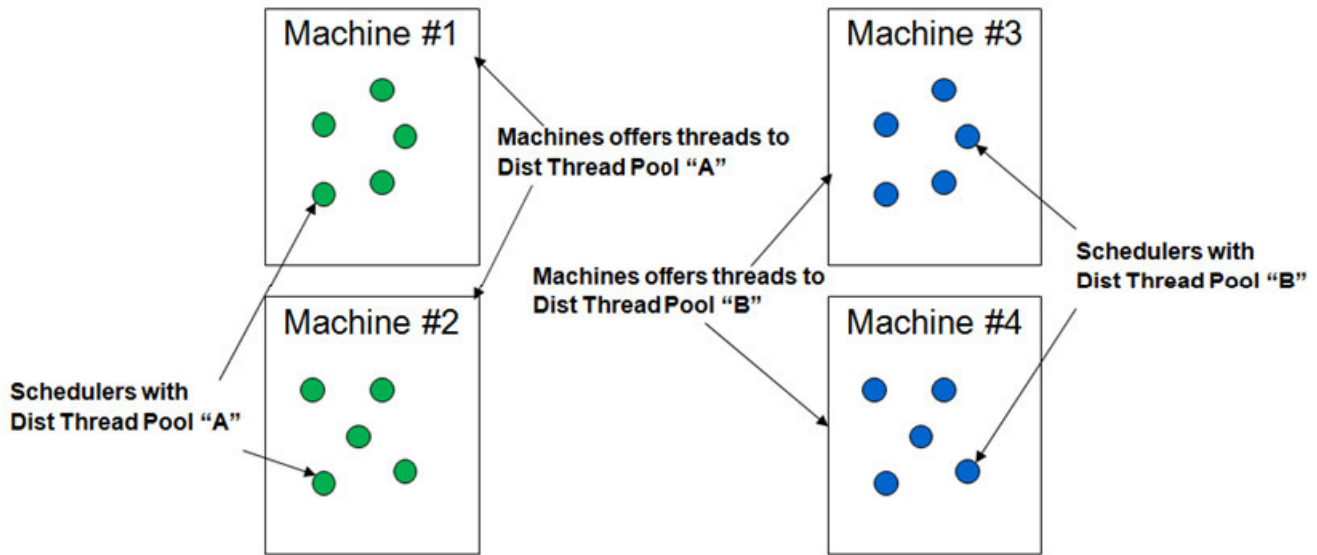 Machine #1
Machine #3
Machines offers threads to
Dist Thread Pool “A”
Schedulers with
Dist Thread Pool “B”
Machines offers threads to
Dist Thread Pool “B”
Machine #2
Machine #4
Schedulers with
Dist Thread Pool “A”